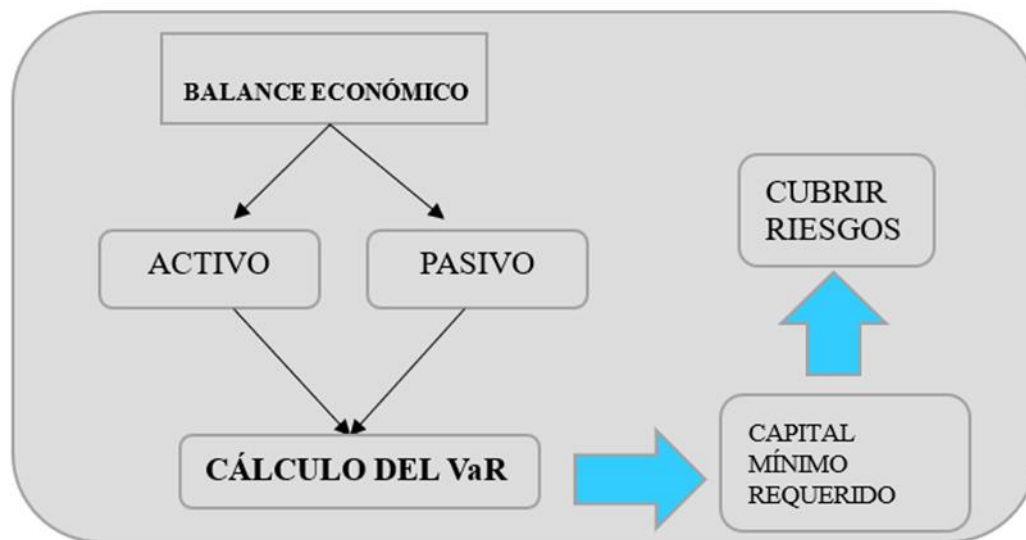 BALANCE ECONÓMICO
ACTIVO
PASIVO
CÁLCULO DEL VaR
CUBRIR
RIESGOS
CAPITAL
MÍNIMO
REQUERIDO